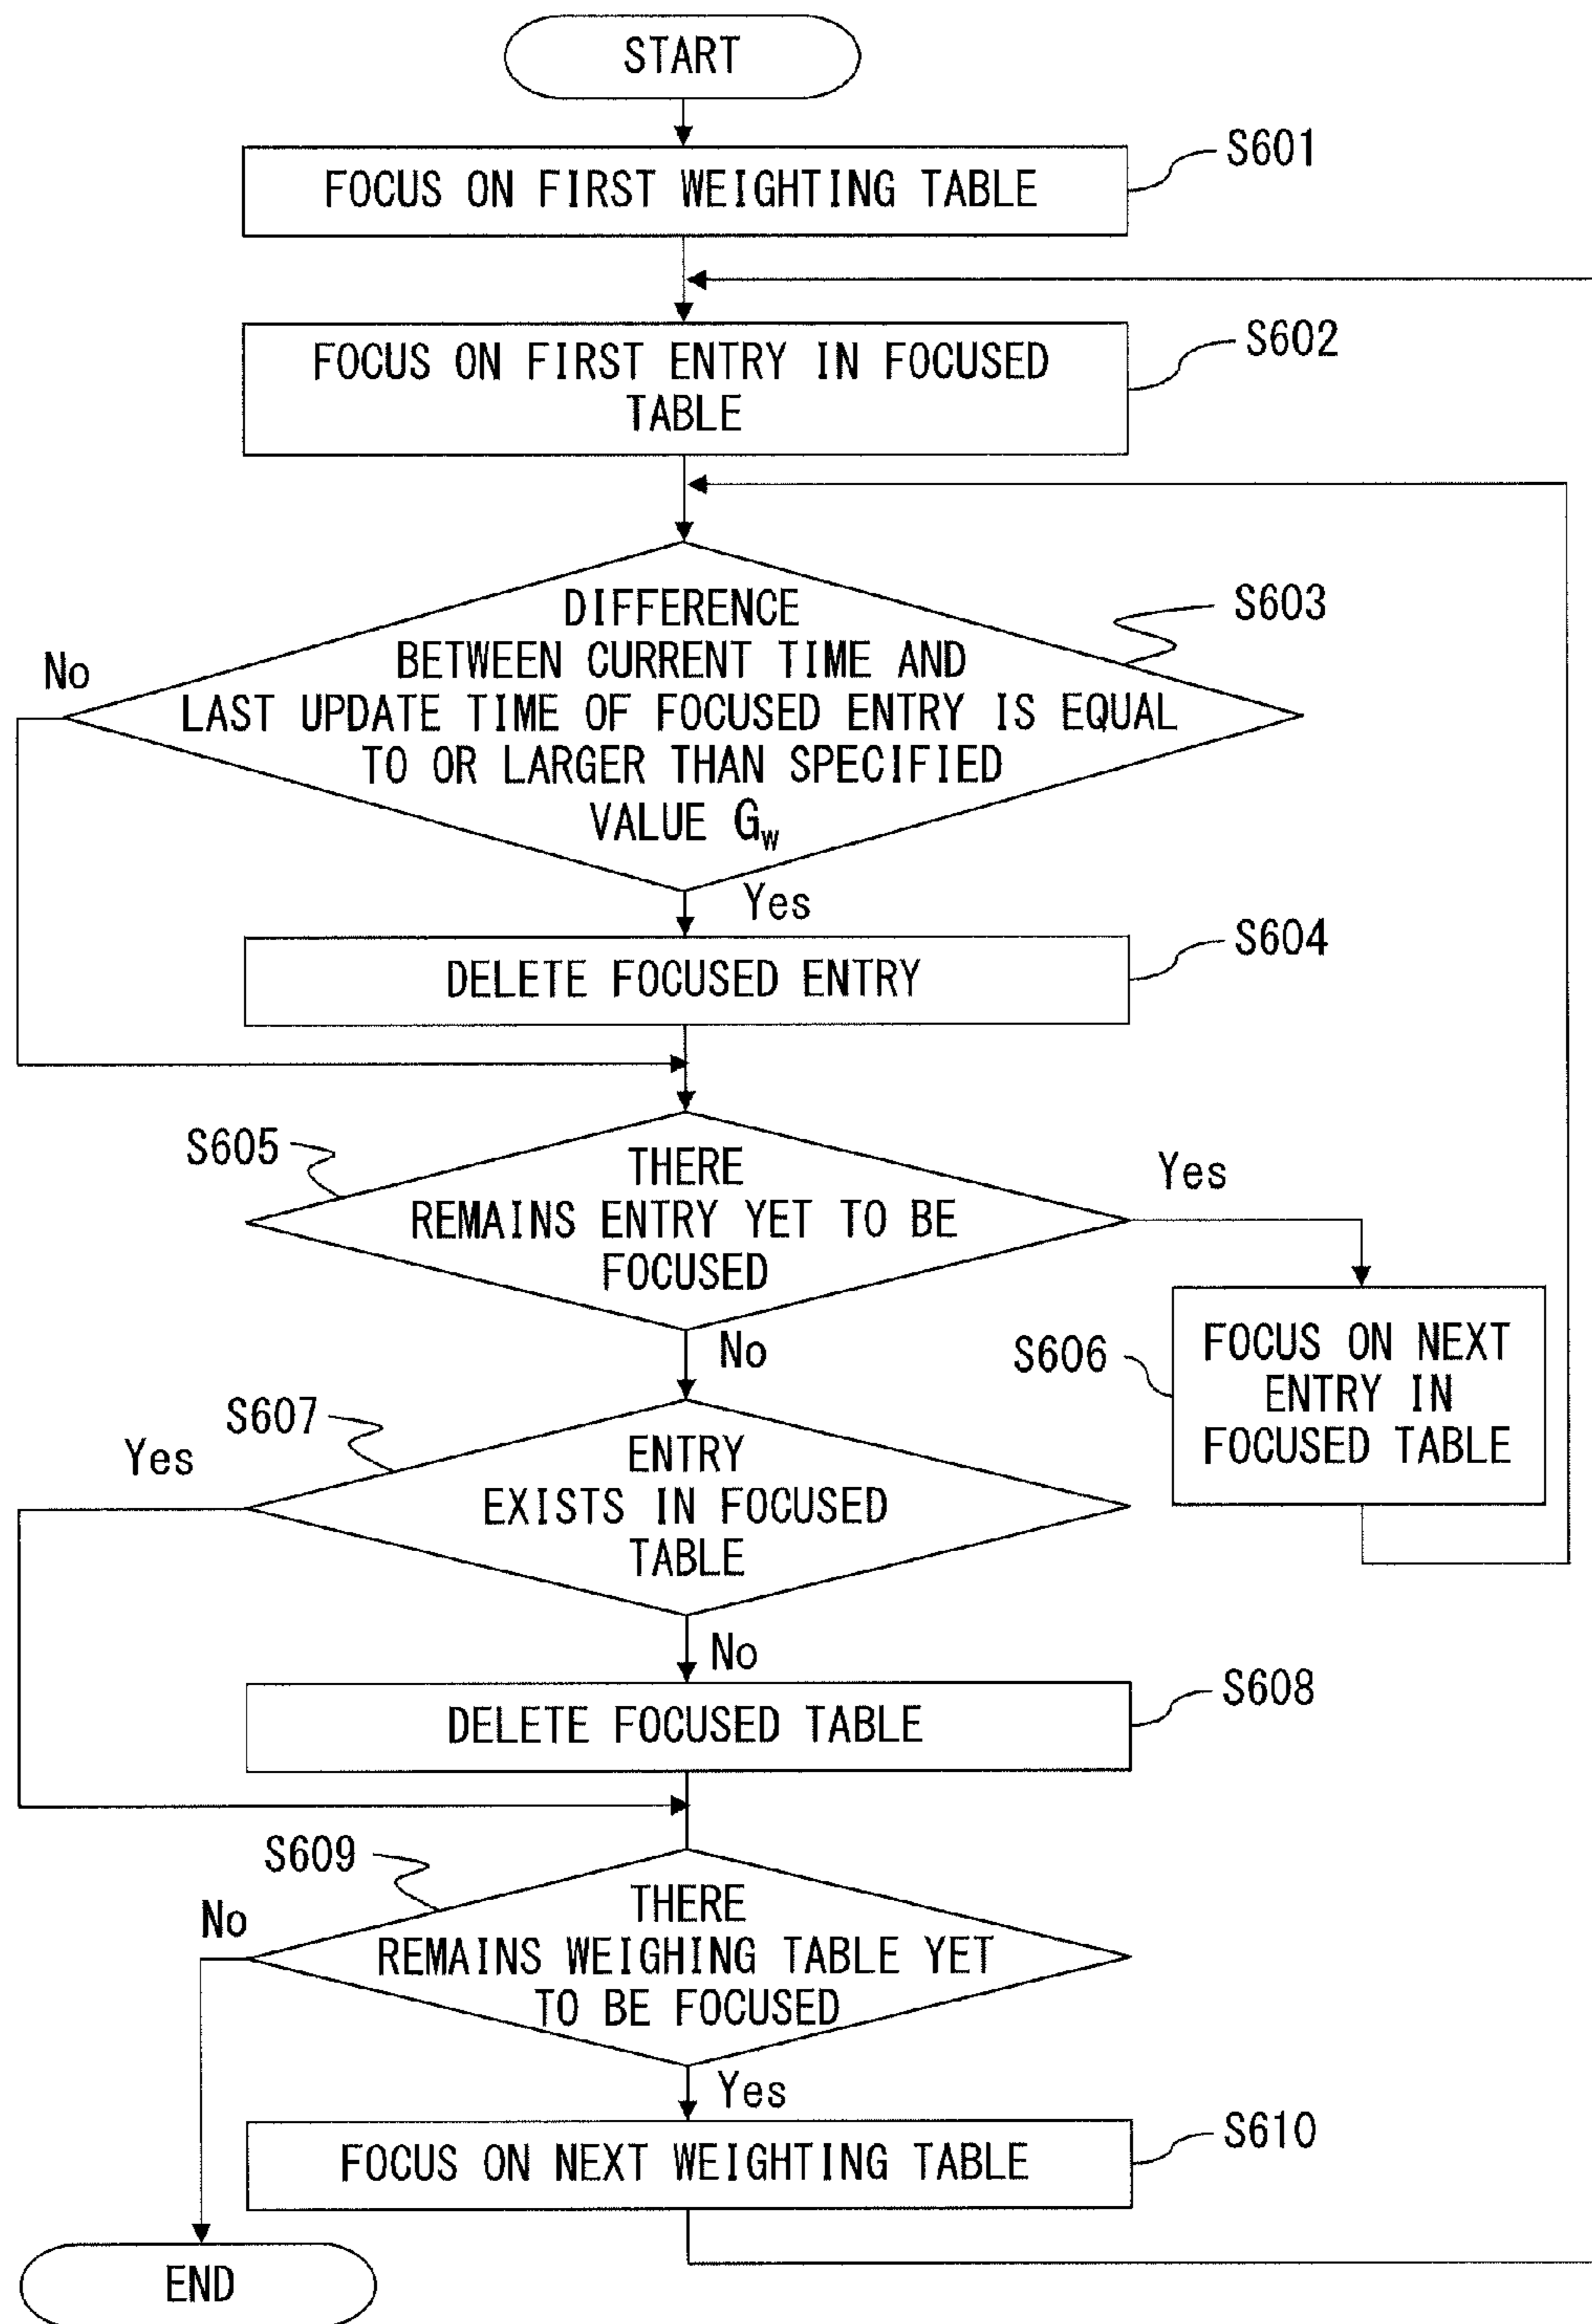 START
S601
FOCUS ON FIRST WEIGHTING TABLE
S602
FOCUS ON FIRST ENTRY IN FOCUSED
TABLE
S603
DIFFERENCE
BETWEEN CURRENT TIME AND
LAST UPDATE TIME OF FOCUSED ENTRY IS EQUAL
TO OR LARGER THAN SPECIFIED
VALUE Gw
No
Yes
S604
DELETE FOCUSED ENTRY
S605
THERE
REMAINS ENTRY YET TO BE
FOCUSED
Yes
No
S606
FOCUS ON NEXT
ENTRY IN
FOCUSED TABLE
S607
Yes
ENTRY
EXISTS IN FOCUSED
TABLE
No
S608
DELETE FOCUSED TABLE
S609
No
THERE
REMAINS WEIGHING TABLE YET
TO BE FOCUSED
Yes
S610
FOCUS ON NEXT WEIGHTING TABLE
END